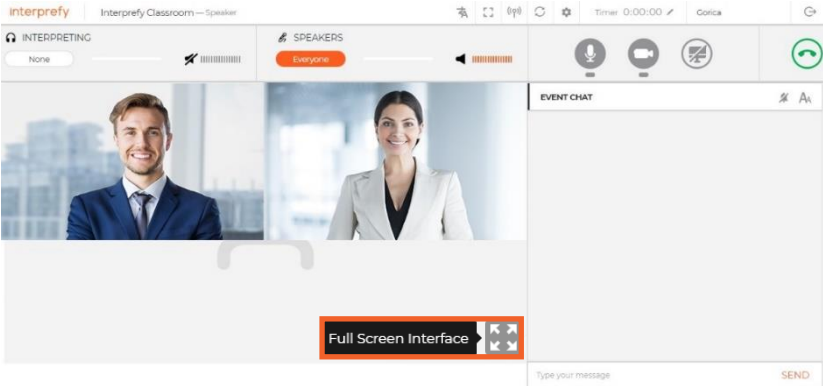 interprefy
Interprefy Classroom — Speaker
Timer 0:00:00
Gorica
INTERPRETING
None
SPEAKERS
Everyone
EVENT CHAT
Full Screen Interface
Type your message
SEND